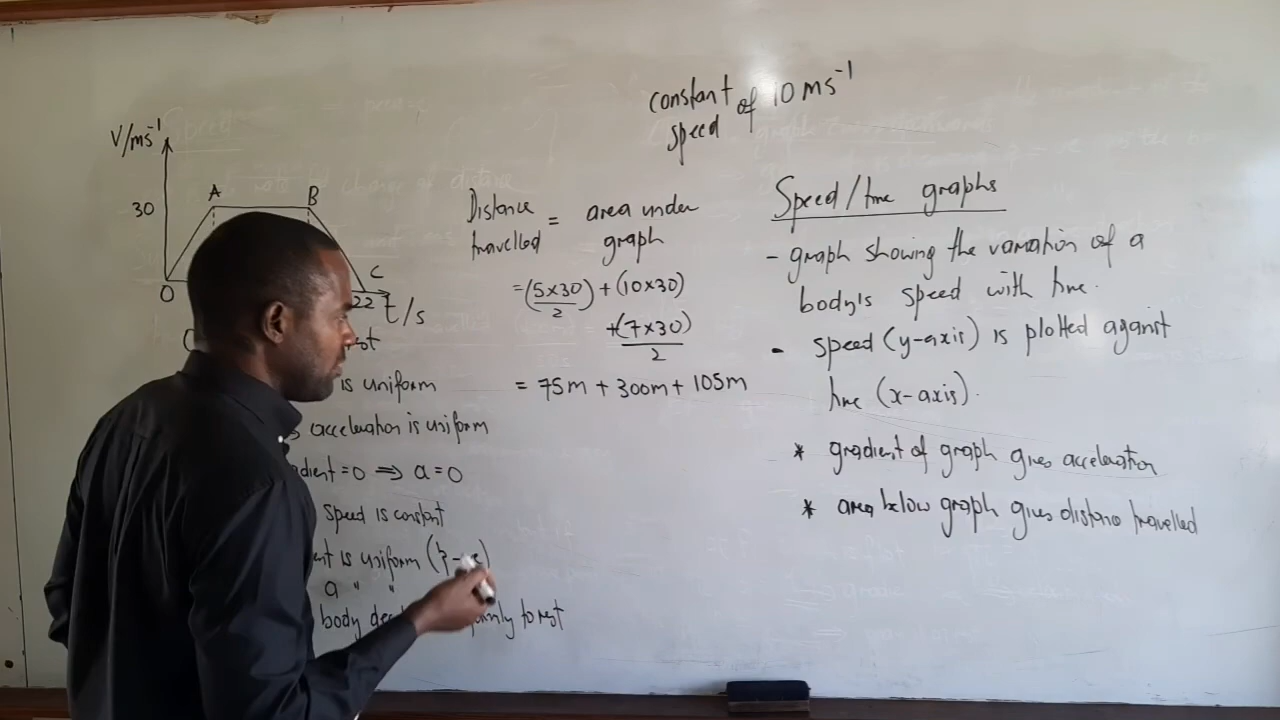 constant of 10 ms⁻¹
speed
V/ms⁻¹
A B
30
O C
22 t/s
Distance travelled = area under graph
= (5×30)/2 + (10×30)
+ (7×30)/2
= 75m + 300m + 105m
is uniform
acceleration is uniform
=0 ⇒ a=0
speed is constant
is uniform
a " "
body
to rest
Speed/time graphs
- graph showing the variation of a
body's speed with time.
- speed (y-axis) is plotted against
time (x-axis).
* gradient of graph gives acceleration
* area below graph gives distance travelled